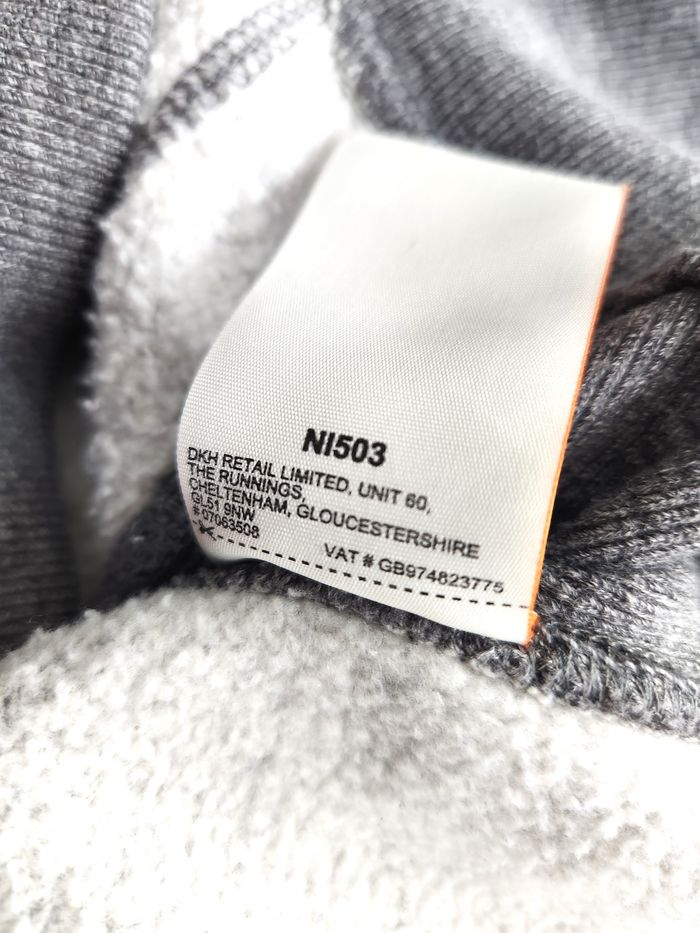 NI503
DKH RETAIL LIMITED, UNIT 60,
THE RUNNINGS,
CHELTENHAM, GLOUCESTERSHIRE
GL51 9NW
# 07063508
VAT # GB974823775